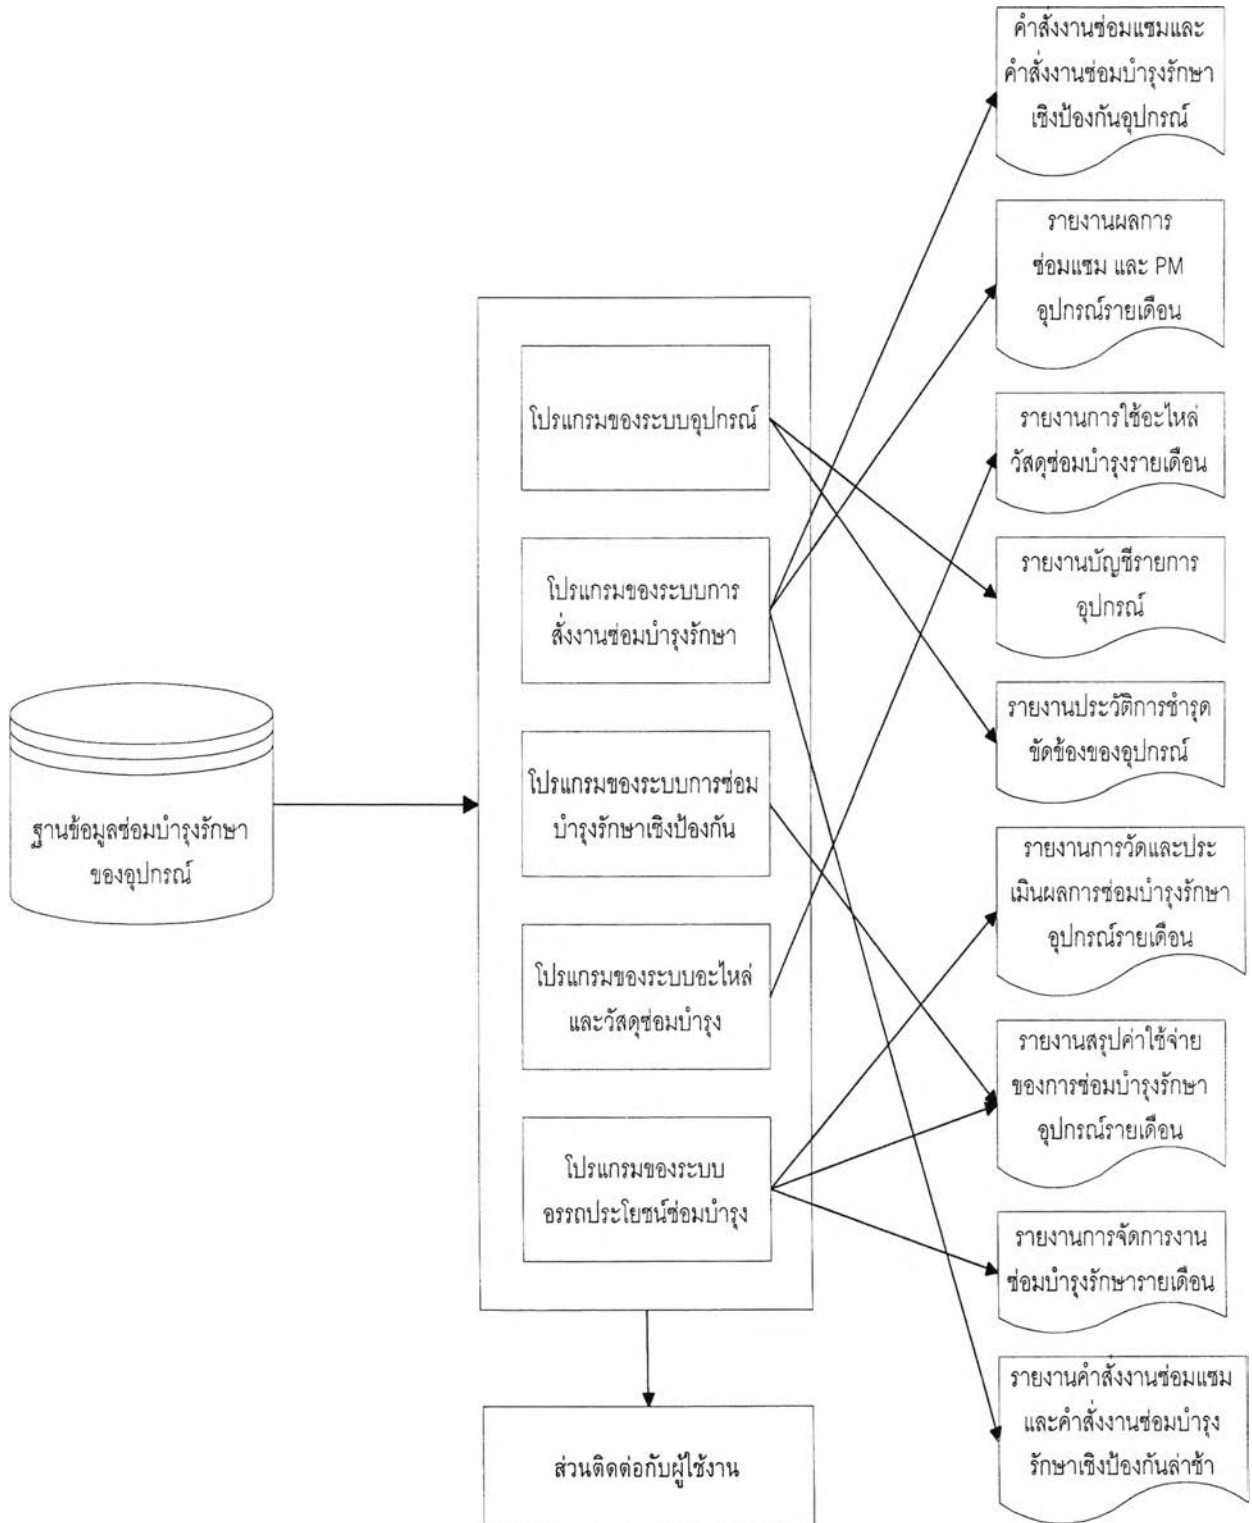 คำสั่งงานซ่อมแซมและ
คำสั่งงานซ่อมบำรุงรักษา
เชิงป้องกันอุปกรณ์
รายงานผลการ
ซ่อมแซม และ PM
อุปกรณ์รายเดือน
รายงานการใช้อะไหล่
วัสดุซ่อมบำรุงรายเดือน
รายงานบัญชีรายการ
อุปกรณ์
รายงานประวัติการชำรุด
ขัดข้องของอุปกรณ์
รายงานการวัดและประ
เมินผลการซ่อมบำรุงรักษา
อุปกรณ์รายเดือน
รายงานสรุปค่าใช้จ่าย
ของการซ่อมบำรุงรักษา
อุปกรณ์รายเดือน
รายงานการจัดการงาน
ซ่อมบำรุงรักษารายเดือน
รายงานคำสั่งงานซ่อมแซม
และคำสั่งงานซ่อมบำรุง
รักษาเชิงป้องกันล่าช้า
โปรแกรมของระบบอุปกรณ์
โปรแกรมของระบบการ
สั่งงานซ่อมบำรุงรักษา
โปรแกรมของระบบการซ่อม
บำรุงรักษาเชิงป้องกัน
โปรแกรมของระบบอะไหล่
และวัสดุซ่อมบำรุง
โปรแกรมของระบบ
อรรถประโยชน์ซ่อมบำรุง
ฐานข้อมูลซ่อมบำรุงรักษา
ของอุปกรณ์
ส่วนติดต่อกับผู้ใช้งาน